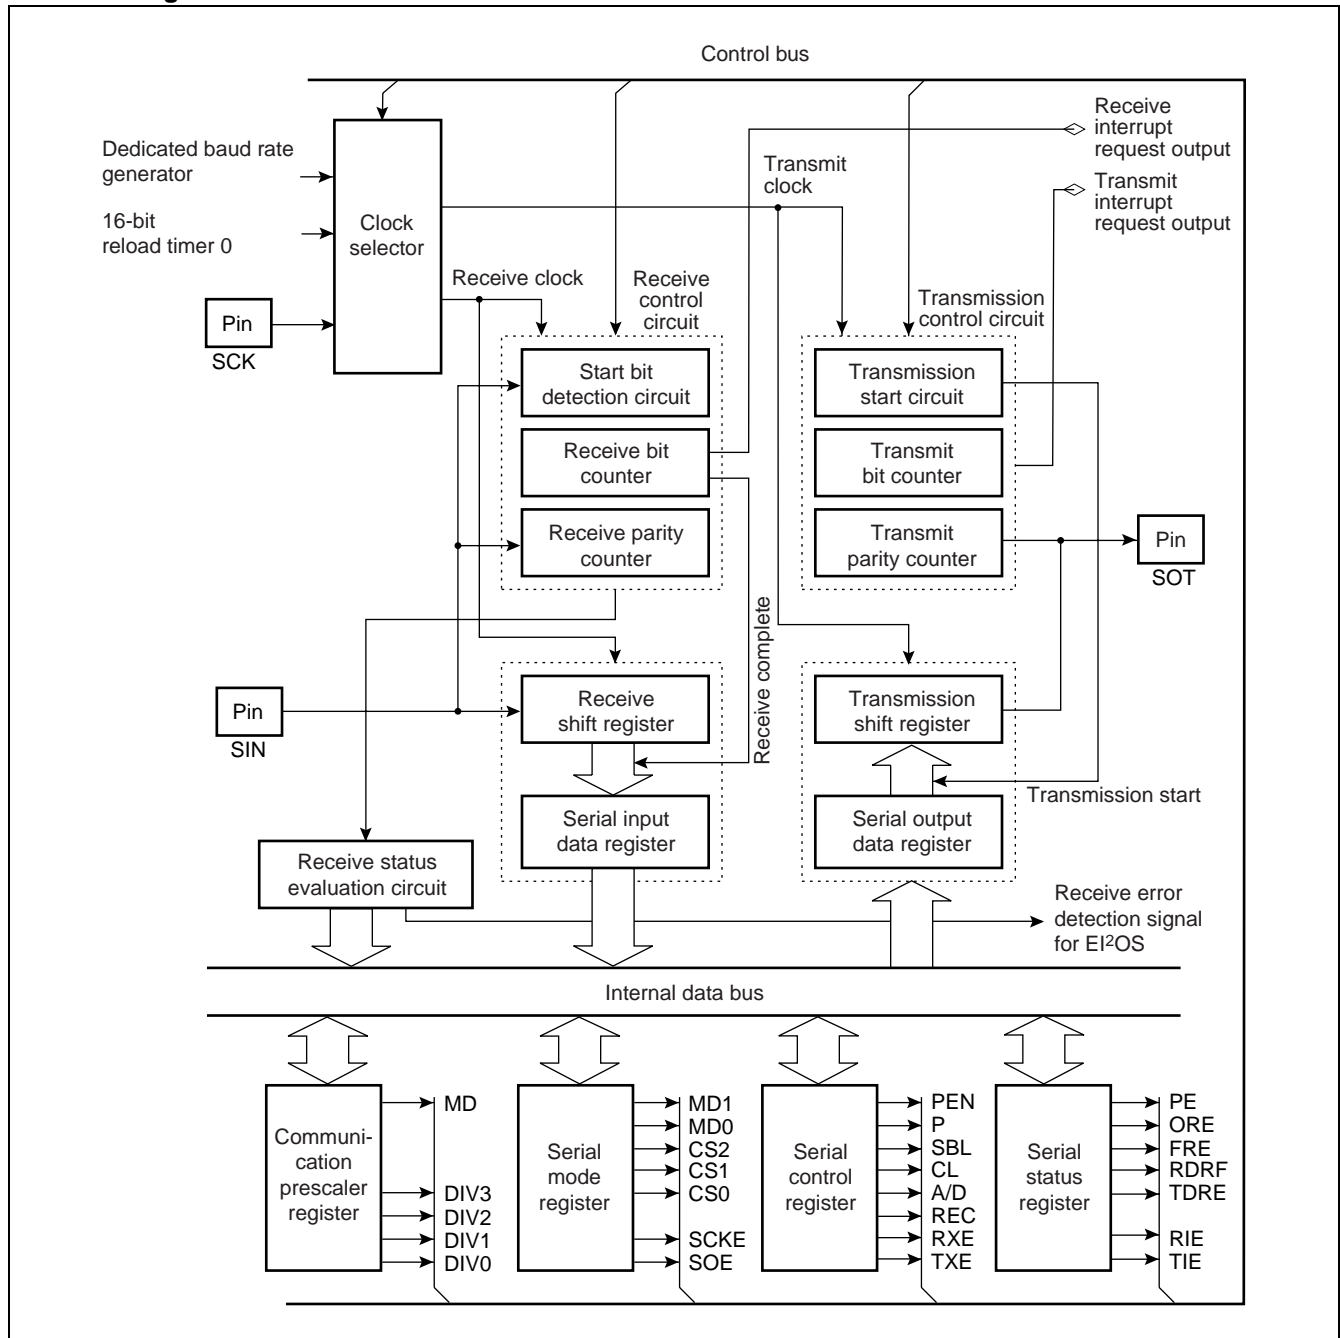 Control bus
Receive
interrupt
request output
Dedicated baud rate
generator
Transmit
clock
Transmit
interrupt
request output
16-bit
reload timer 0
Clock
selector
Receive clock
Receive
control
circuit
Transmission
control circuit
Pin
SCK
Start bit
detection circuit
Transmission
start circuit
Receive bit
counter
Transmit
bit counter
Receive parity
counter
Transmit
parity counter
Pin
SOT
Receive complete
Pin
SIN
Receive
shift register
Transmission
shift register
Transmission start
Serial input
data register
Serial output
data register
Receive status
evaluation circuit
Receive error
detection signal
for EI2OS
Internal data bus
Communi-
cation
prescaler
register
MD
DIV3
DIV2
DIV1
DIV0
Serial
mode
register
MD1
MD0
CS2
CS1
CS0
SCKE
SOE
Serial
control
register
PEN
P
SBL
CL
A/D
REC
RXE
TXE
Serial
status
register
PE
ORE
FRE
RDRF
TDRE
RIE
TIE